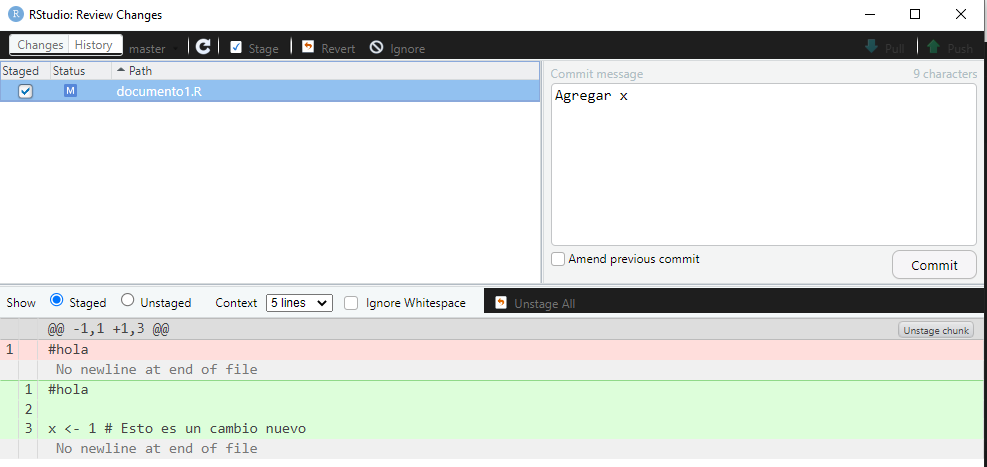 RStudio: Review Changes
Changes History master Stage Revert Ignore Pull Push
Staged Status Path
M documento1.R
Commit message 9 characters
Agregar x
Amend previous commit
Commit
Show Staged Unstaged Context 5 lines Ignore Whitespace Unstage All
@@ -1,1 +1,3 @@ Unstage chunk
1 #hola
No newline at end of file
1 #hola
2
3 x <- 1 # Esto es un cambio nuevo
No newline at end of file